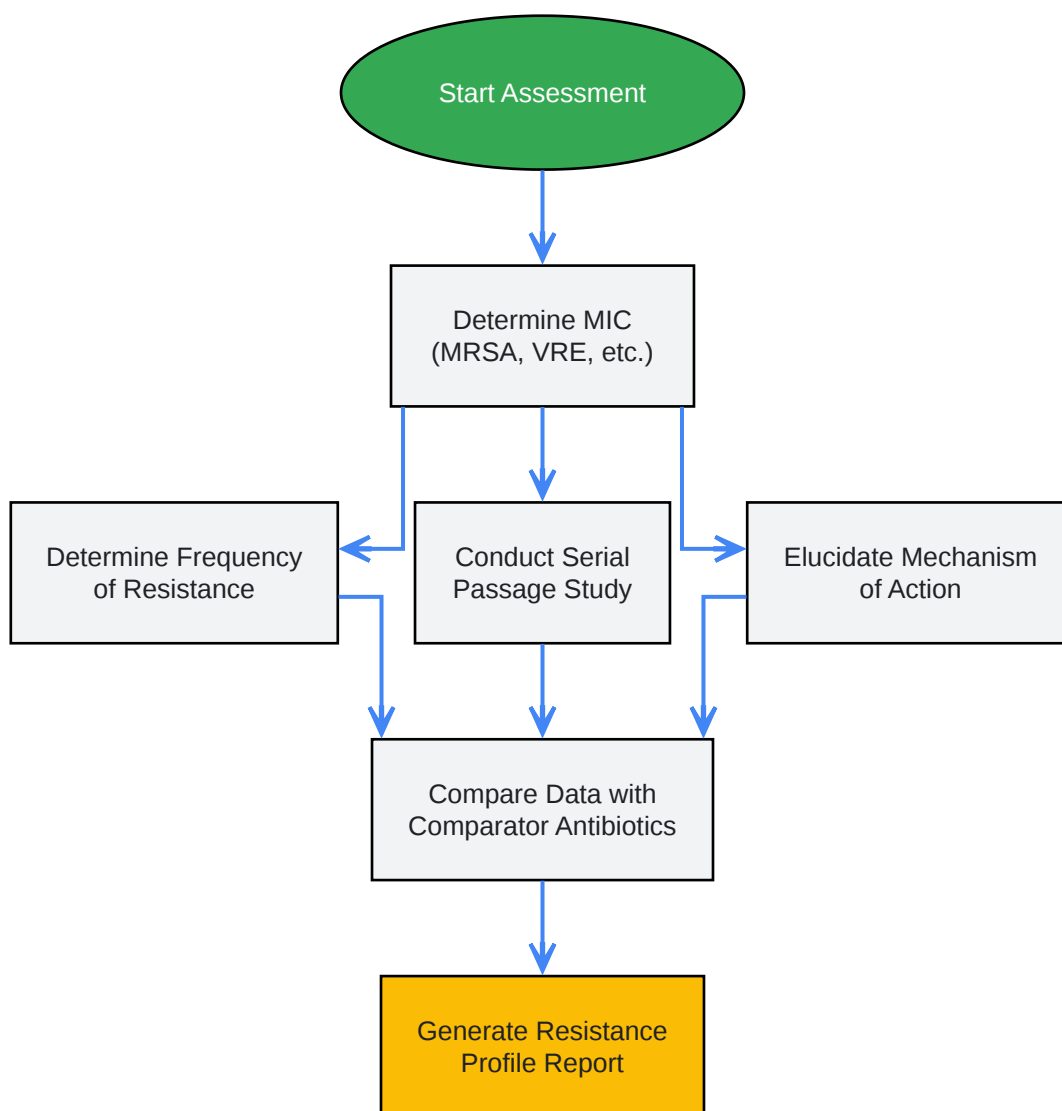 Start Assessment
Determine MIC
(MRSA, VRE, etc.)
Determine Frequency
of Resistance
Conduct Serial
Passage Study
Elucidate Mechanism
of Action
Compare Data with
Comparator Antibiotics
Generate Resistance
Profile Report